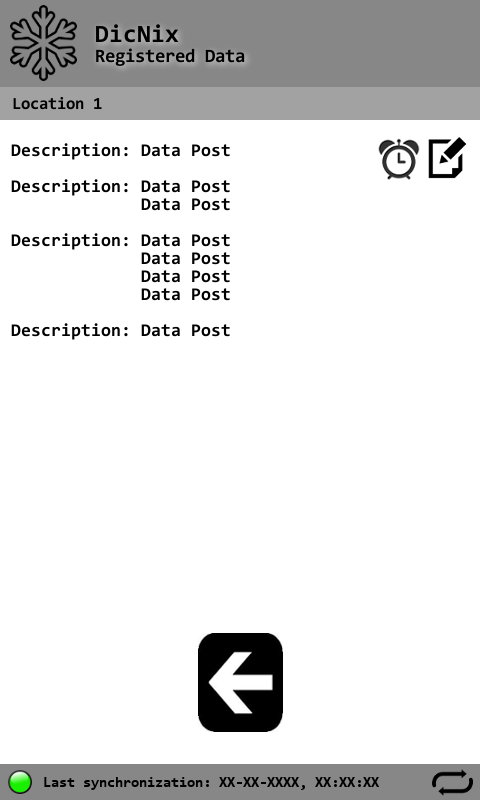 DicNix
Registered Data
Location 1
Description: Data Post
Description: Data Post
Data Post
Description: Data Post
Data Post
Data Post
Data Post
Description: Data Post
Last synchronization: XX-XX-XXXX, XX:XX:XX